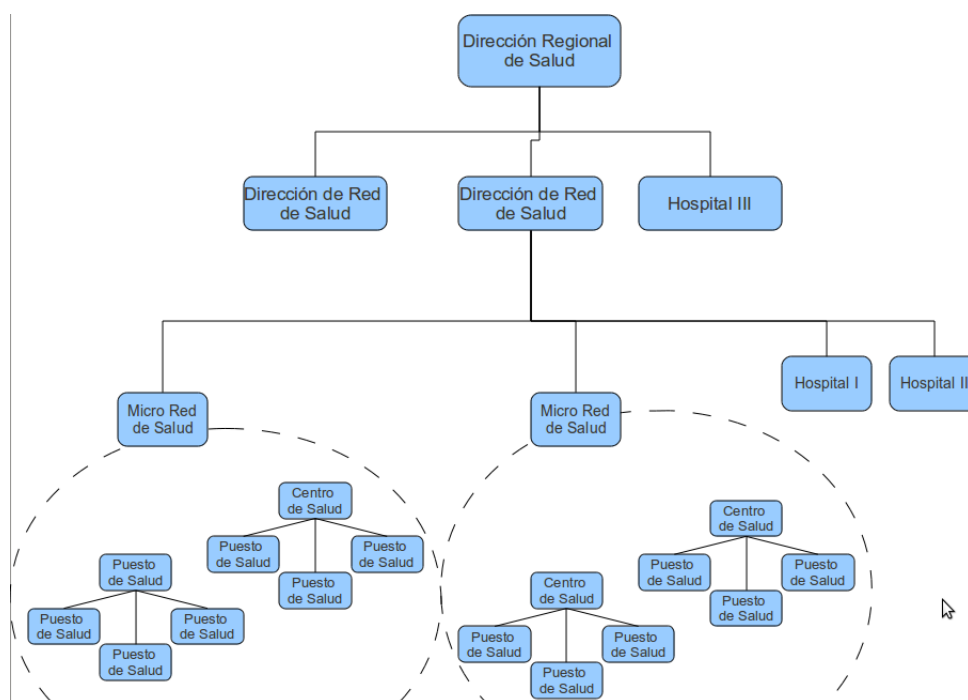 Dirección Regional
de Salud
Dirección de Red
de Salud
Dirección de Red
de Salud
Hospital III
Hospital I
Hospital II
Micro Red
de Salud
Micro Red
de Salud
Centro
de Salud
Puesto
de Salud
Puesto
de Salud
Puesto
de Salud
Puesto
de Salud
Puesto
de Salud
Puesto
de Salud
Puesto
de Salud
Centro
de Salud
Puesto
de Salud
Puesto
de Salud
Puesto
de Salud
Centro
de Salud
Puesto
de Salud
Puesto
de Salud
Puesto
de Salud